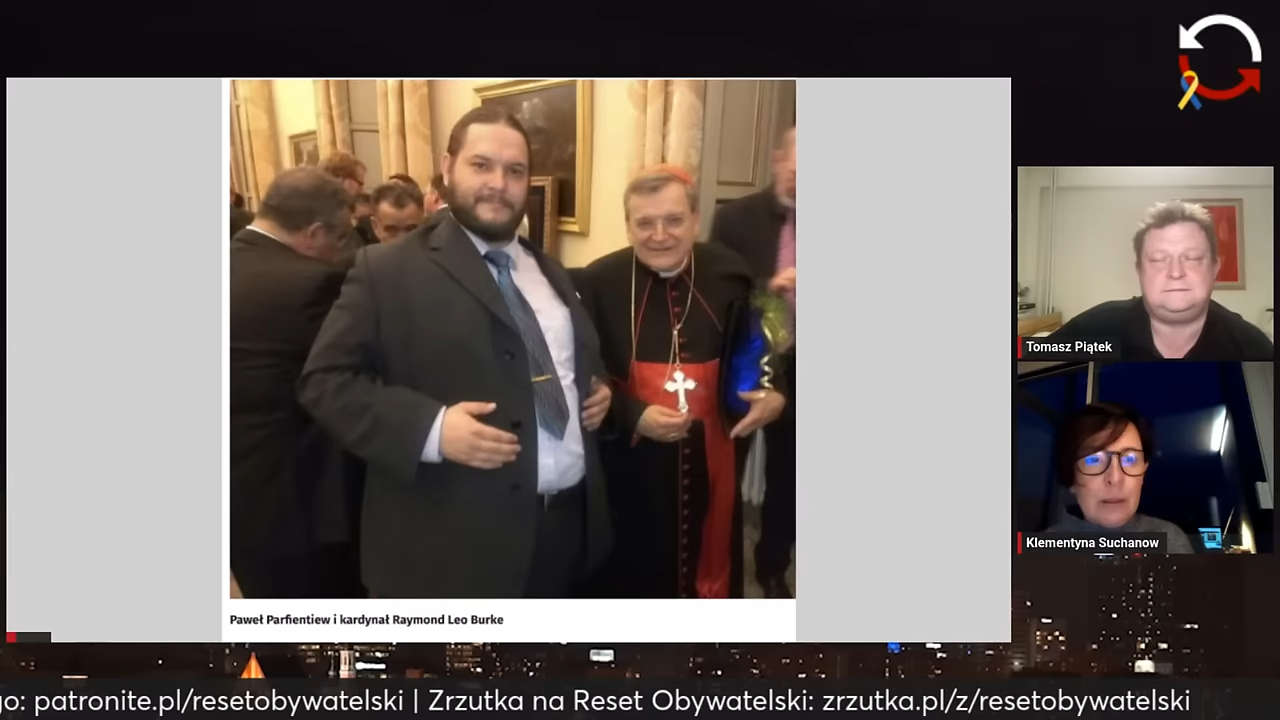 Tomasz Piątek
Klementyna Suchanow
Paweł Parfientiew i kardynał Raymond Leo Burke
go: patronite.pl/resetobywatelski | Zrzutka na Reset Obywatelski: zrzutka.pl/z/resetobywatelski